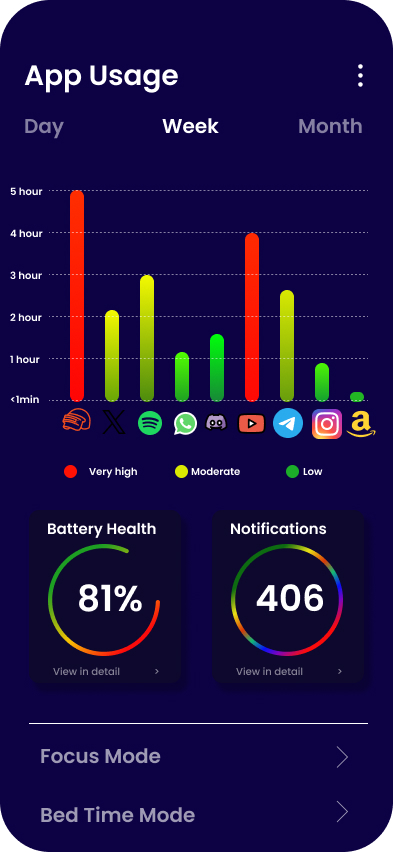 App Usage
Day Week Month
5 hour
4 hour
3 hour
2 hour
1 hour
<1min
Very high Moderate Low
Battery Health
81%
View in detail >
Notifications
406
View in detail >
Focus Mode
Bed Time Mode